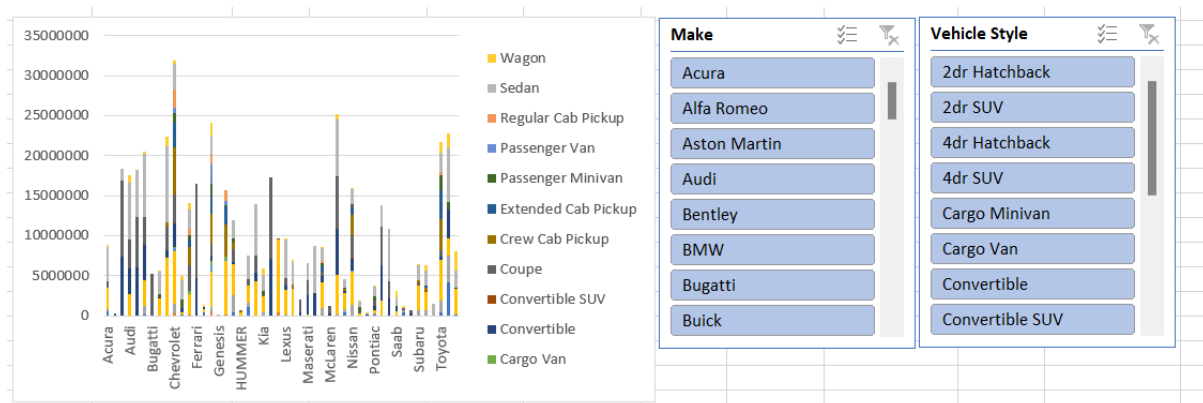 35000000
30000000
25000000
20000000
15000000
10000000
5000000
0
Acura
Audi
Bugatti
Chevrolet
Ferrari
Genesis
HUMMER
Kia
Lexus
Maserati
McLaren
Nissan
Pontiac
Saab
Subaru
Toyota
Wagon
Sedan
Regular Cab Pickup
Passenger Van
Passenger Minivan
Extended Cab Pickup
Crew Cab Pickup
Coupe
Convertible SUV
Convertible
Cargo Van
Make
Acura
Alfa Romeo
Aston Martin
Audi
Bentley
BMW
Bugatti
Buick
Vehicle Style
2dr Hatchback
2dr SUV
4dr Hatchback
4dr SUV
Cargo Minivan
Cargo Van
Convertible
Convertible SUV